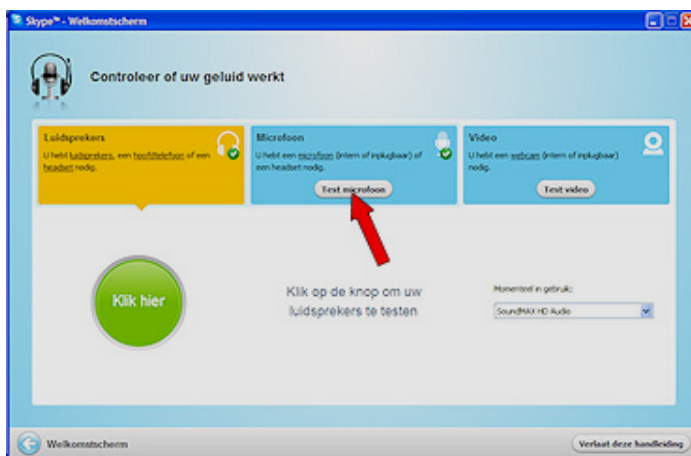 Skype™ - Welkomstscherm
Controleer of uw geluid werkt
Luidsprekers
U hebt luidsprekers, een hoofdtelefoon of een
headset nodig.
Microfoon
U hebt een microfoon (intern of inplugbaar) of
een headset nodig.
Test microfoon
Video
U hebt een webcam (intern of inplugbaar)
nodig.
Test video
Klik hier
Klik op de knop om uw
luidsprekers te testen
Momenteel in gebruik:
SoundMAX HD Audio
Welkomstscherm
Verlaat deze handleiding